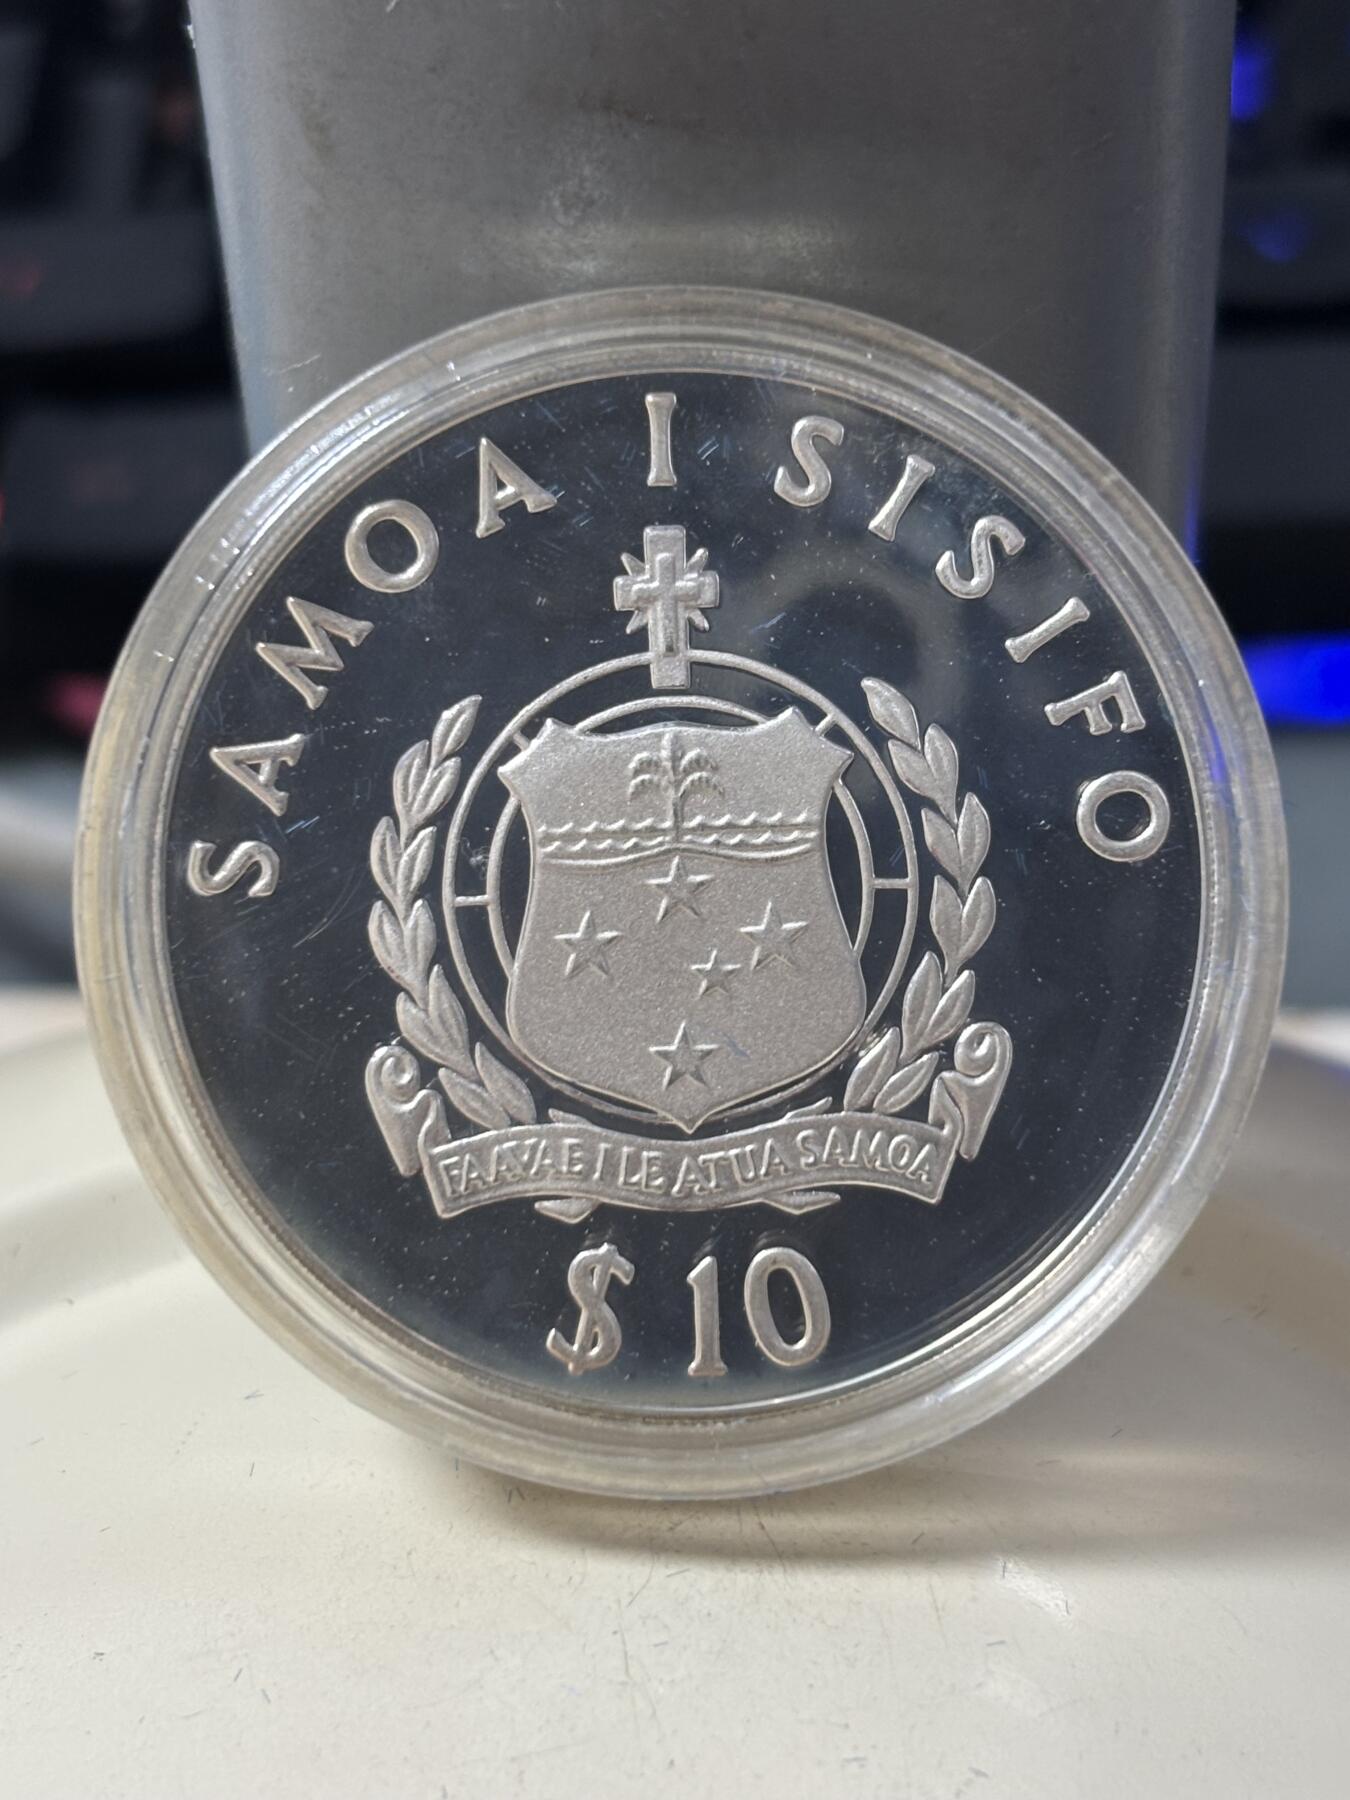 SAMOA I SISIFO
FAAVAE I LE ATUA SAMOA
$10